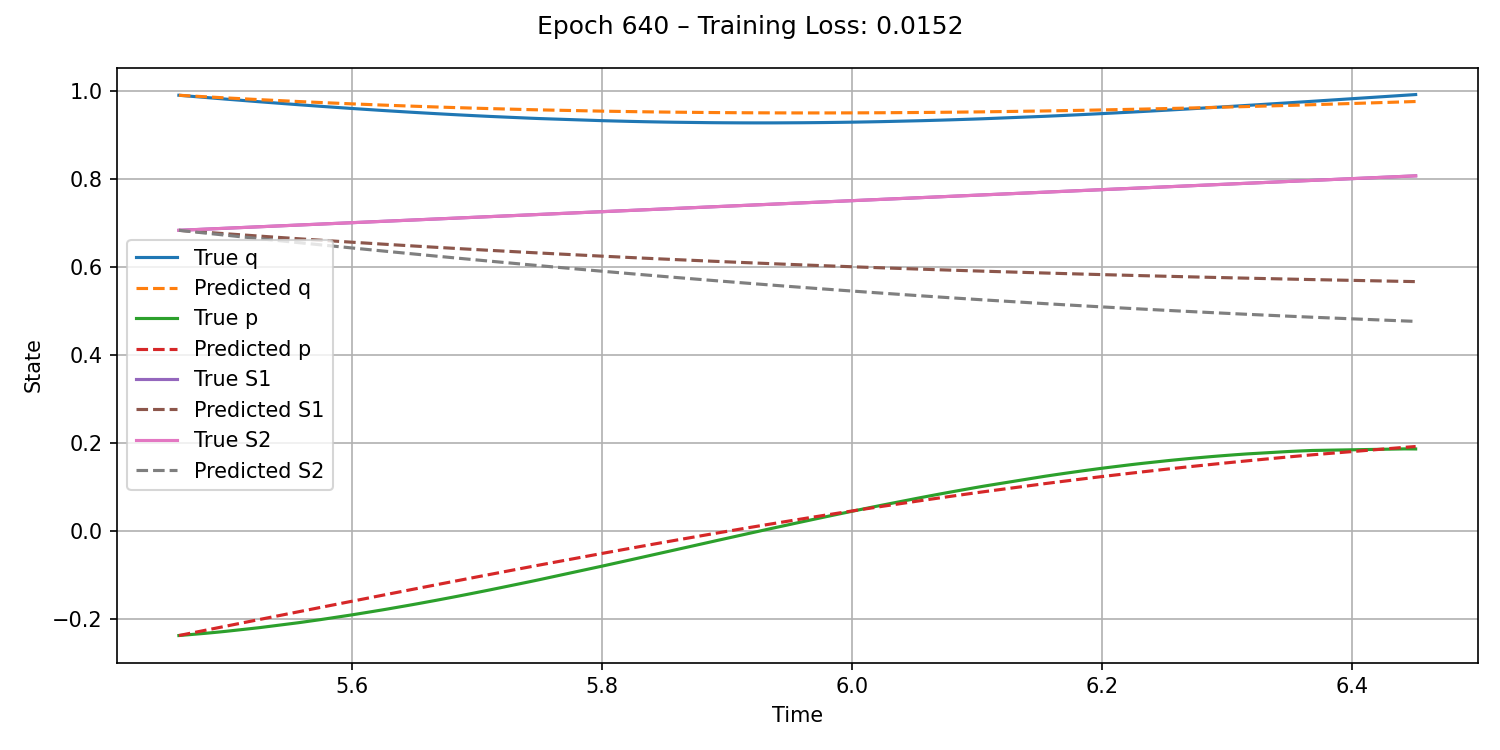 Epoch 640 – Training Loss: 0.0152
1.0
0.8
0.6
0.4
0.2
0.0
−0.2
State
True q
Predicted q
True p
Predicted p
True S1
Predicted S1
True S2
Predicted S2
5.6 5.8 6.0 6.2 6.4
Time